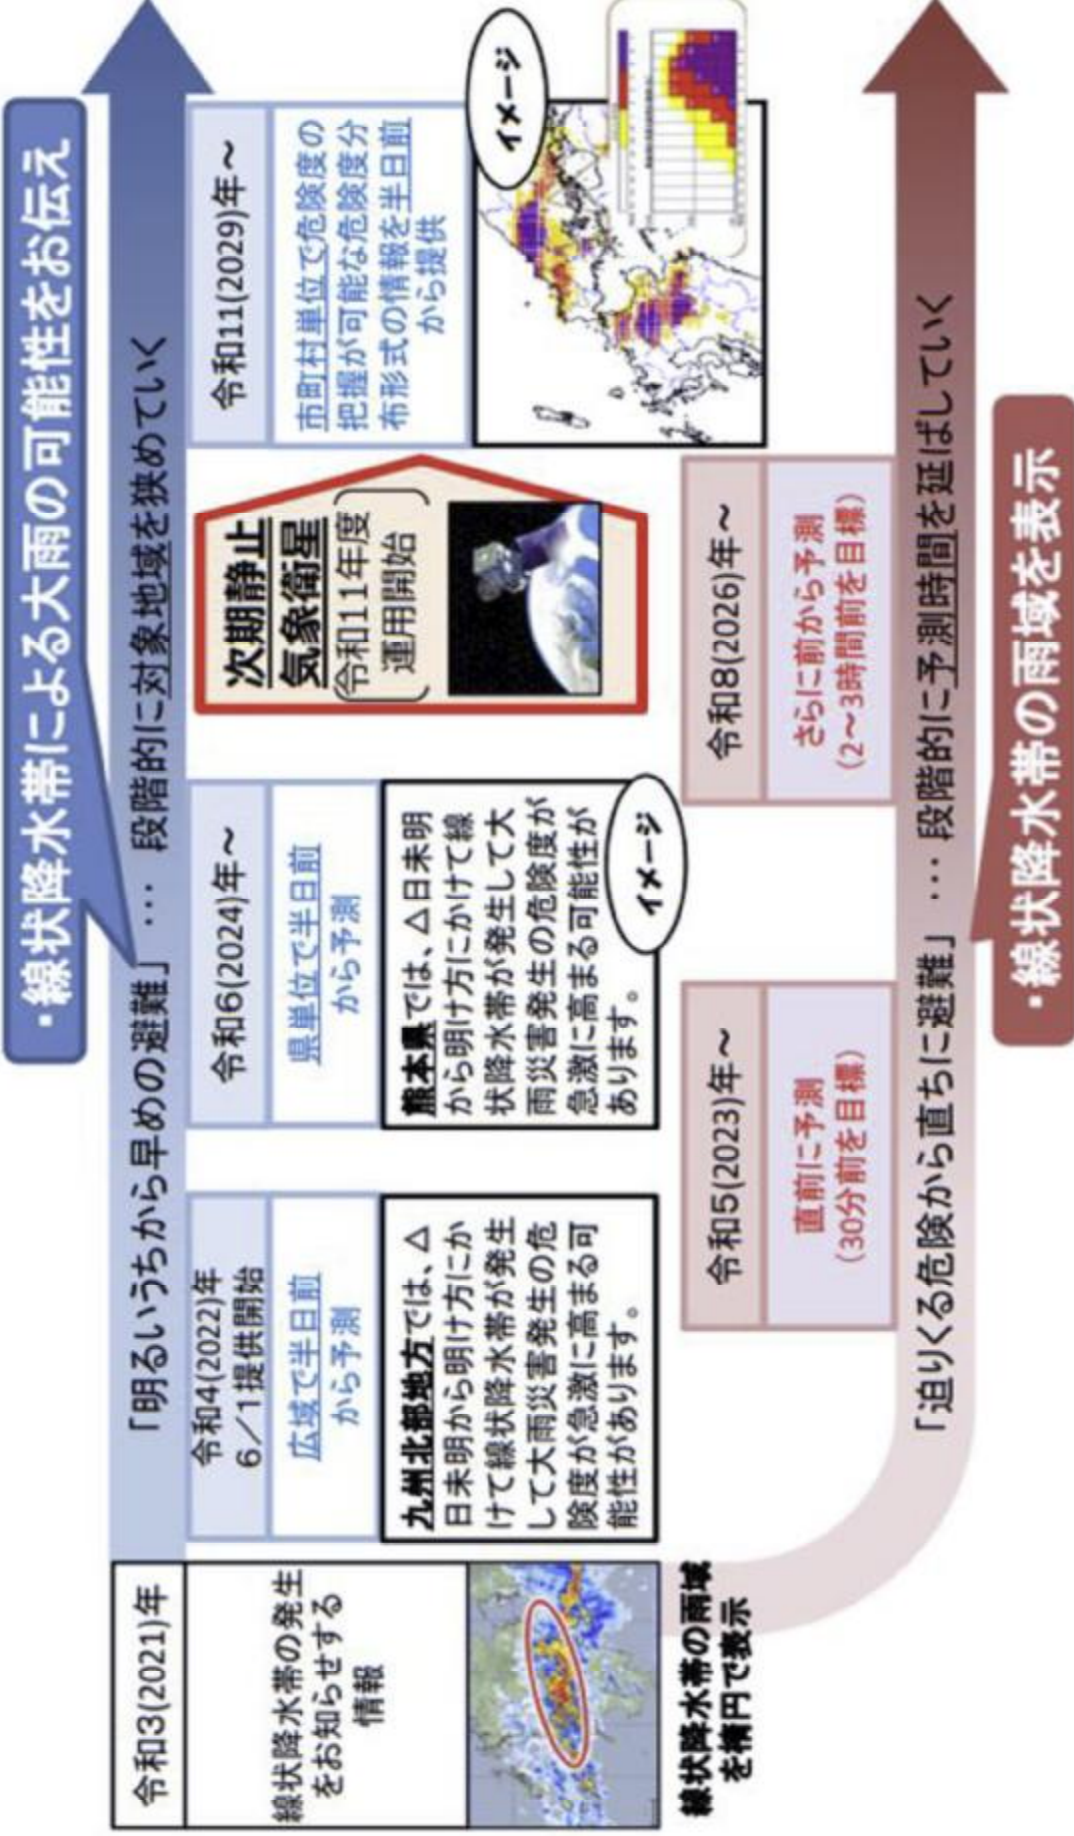 ・線状降水帯による大雨の可能性をお伝え
「明るいうちから早めの避難」 … 段階的に対象地域を狭めていく
令和3(2021)年
線状降水帯の発生
をお知らせする
情報
線状降水帯の雨域
を楕円で表示
令和4(2022)年
6/1提供開始
広域で半日前
から予測
九州北部地方では、△
日未明から明け方にか
けて線状降水帯が発生
して大雨災害発生の危
険度が急激に高まる可
能性があります。
令和6(2024)年~
県単位で半日前
から予測
熊本県では、△日未明
から明け方にかけて線
状降水帯が発生して大
雨災害発生の危険度が
急激に高まる可能性が
あります。
イメージ
次期静止
気象衛星
(令和11年度
運用開始)
令和11(2029)年~
市町村単位で危険度の
把握が可能な危険度分
布形式の情報を半日前
から提供
イメージ
令和5(2023)年~
直前に予測
(30分前を目標)
令和8(2026)年~
さらに前から予測
(2~3時間前を目標)
「迫りくる危険から直ちに避難」 … 段階的に予測時間を延ばしていく
・線状降水帯の雨域を表示